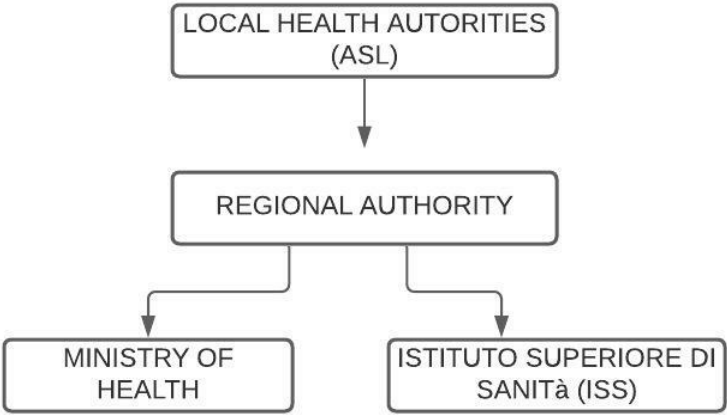 LOCAL HEALTH AUTORITIES
(ASL)
REGIONAL AUTHORITY
MINISTRY OF
HEALTH
ISTITUTO SUPERIORE DI
SANITà (ISS)